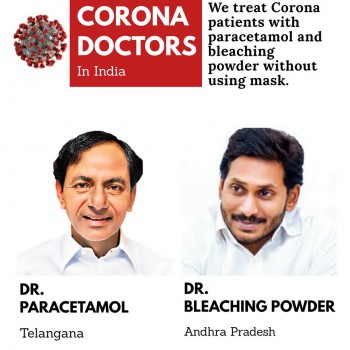 CORONA
DOCTORS
In India
We treat Corona
patients with
paracetamol and
bleaching
powder without
using mask.
DR.
PARACETAMOL
Telangana
DR.
BLEACHING POWDER
Andhra Pradesh